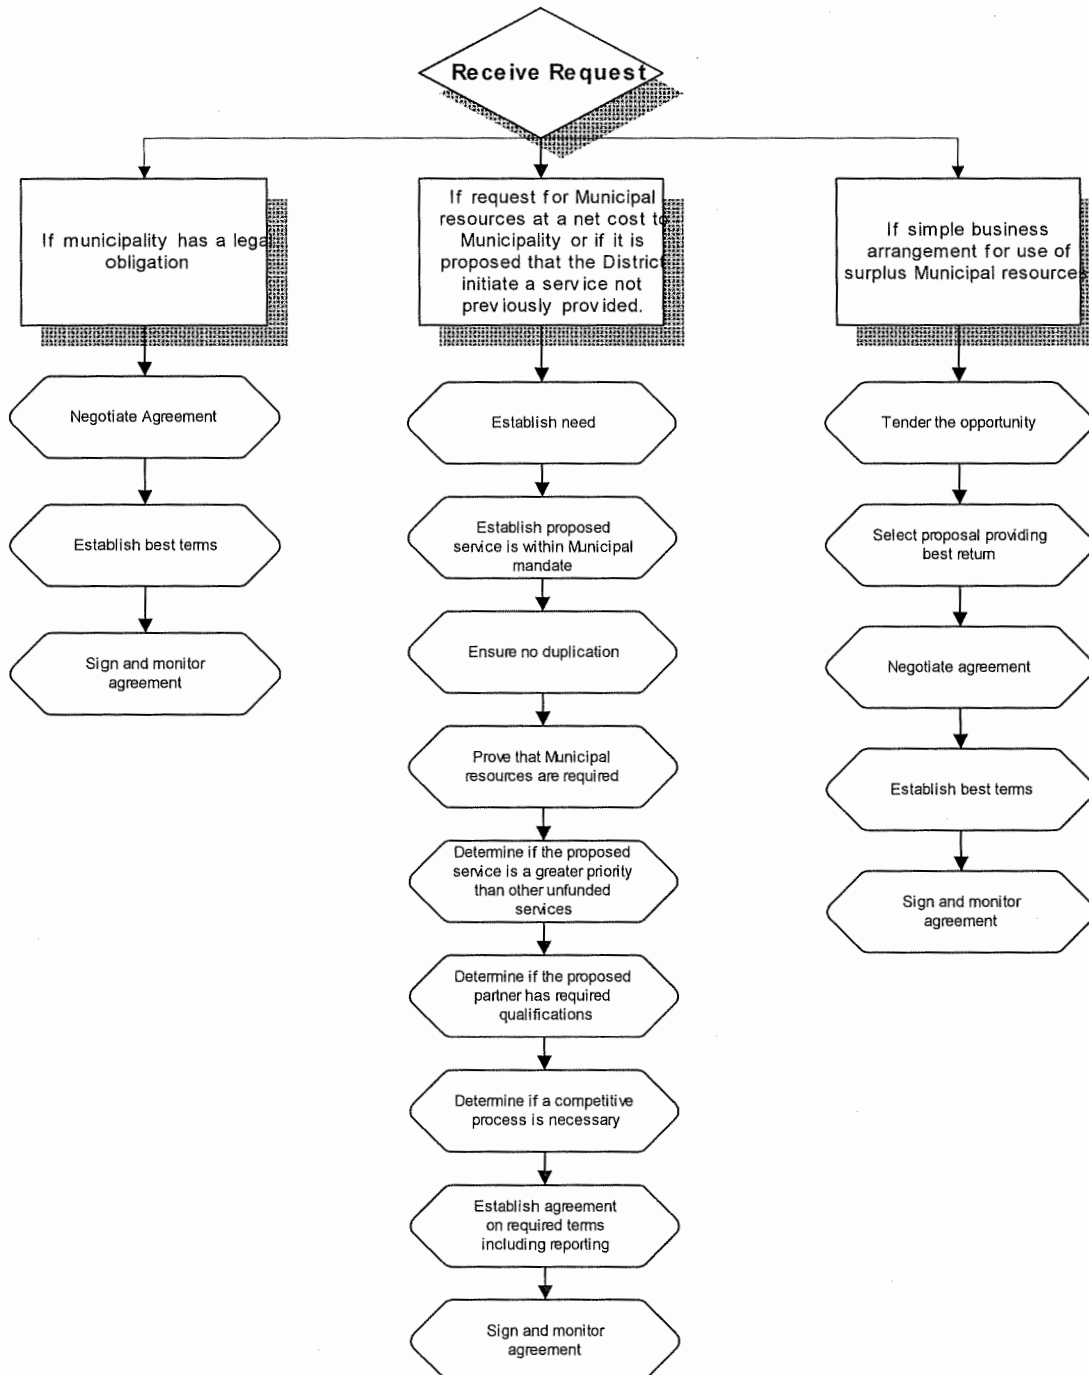 Receive Request
If municipality has a legal
obligation
Negotiate Agreement
Establish best terms
Sign and monitor
agreement
If request for Municipal
resources at a net cost to
Municipality or if it is
proposed that the District
initiate a service not
previously provided.
Establish need
Establish proposed
service is within Municipal
mandate
Ensure no duplication
Prove that Municipal
resources are required
Determine if the proposed
service is a greater priority
than other unfunded
services
Determine if the proposed
partner has required
qualifications
Determine if a competitive
process is necessary
Establish agreement
on required terms
including reporting
Sign and monitor
agreement
If simple business
arrangement for use of
surplus Municipal resources
Tender the opportunity
Select proposal providing
best return
Negotiate agreement
Establish best terms
Sign and monitor
agreement